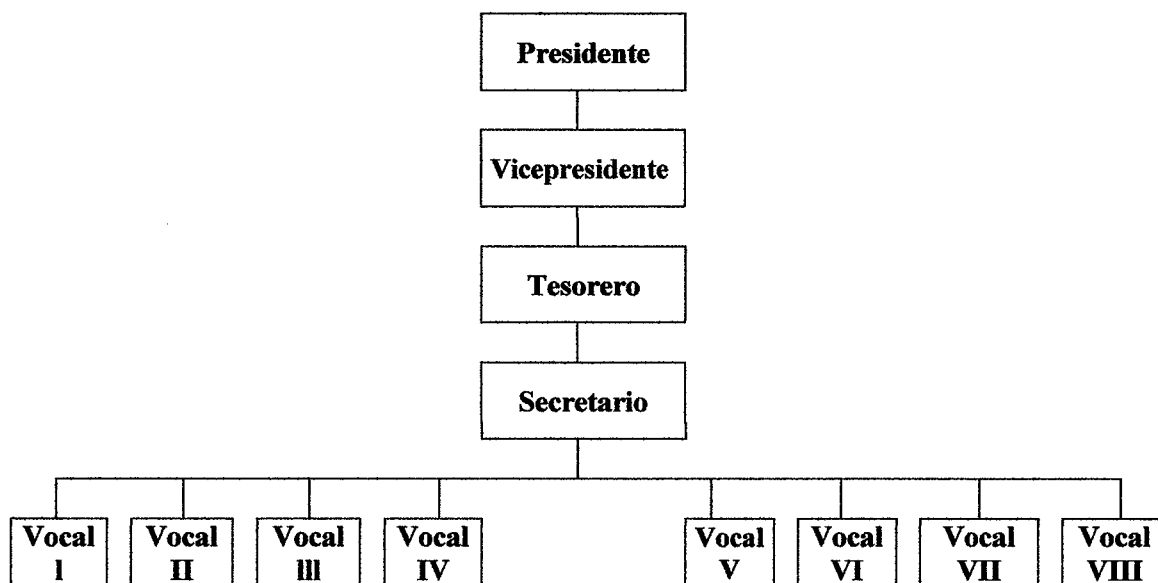 Presidente
Vicepresidente
Tesorero
Secretario
Vocal
I
Vocal
II
Vocal
III
Vocal
IV
Vocal
V
Vocal
VI
Vocal
VII
Vocal
VIII